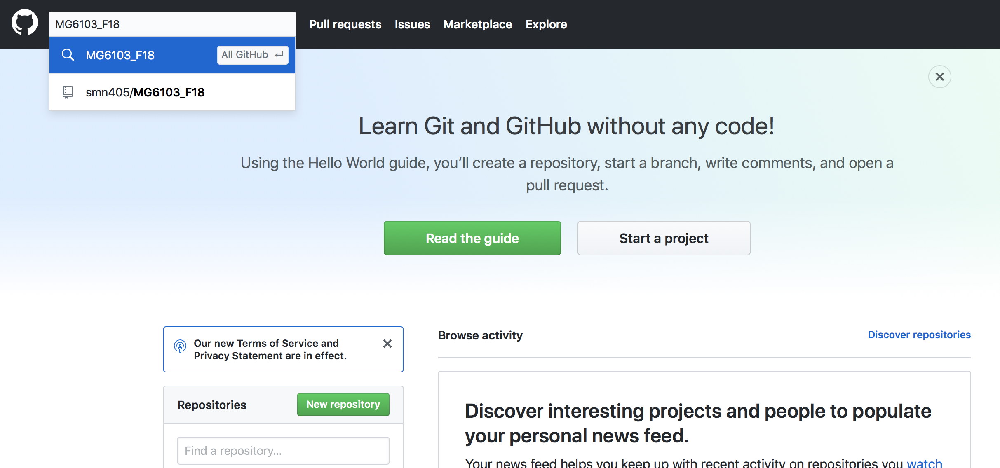 MG6103_F18
Pull requests Issues Marketplace Explore
MG6103_F18 All GitHub
smn405/MG6103_F18
Learn Git and GitHub without any code!
Using the Hello World guide, you’ll create a repository, start a branch, write comments, and open a
pull request.
Read the guide
Start a project
Our new Terms of Service and
Privacy Statement are in effect.
Repositories
New repository
Find a repository...
Browse activity
Discover repositories
Discover interesting projects and people to populate
your personal news feed.
Your news feed helps you keep up with recent activity on repositories you watch